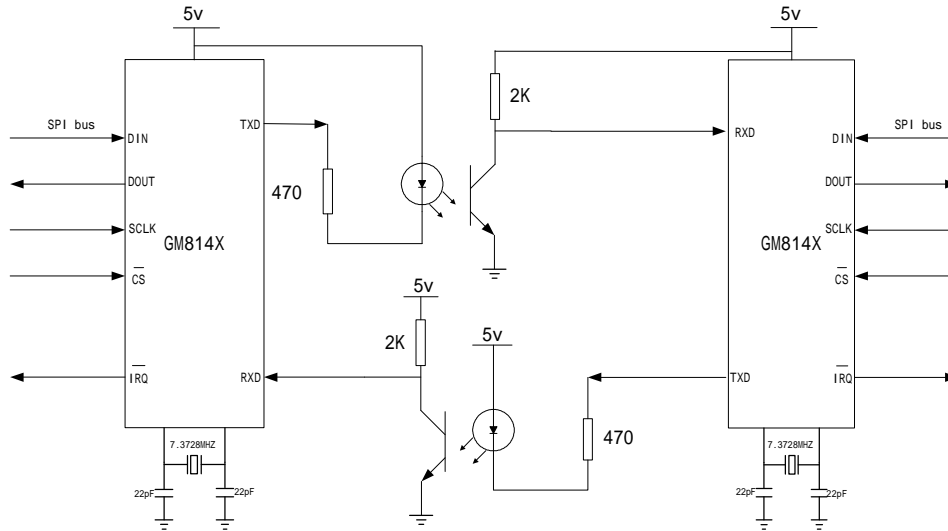 5v
5v
2K
SPI bus
TXD
SPI bus
DIN
RXD
DIN
DOUT
470
DOUT
SCLK
SCLK
GM814X
GM814X
CS
CS
5v
2K
5v
IRQ
RXD
TXD
IRQ
470
7.3728MHZ
7.3728MHZ
22pF
22pF
22pF
22pF